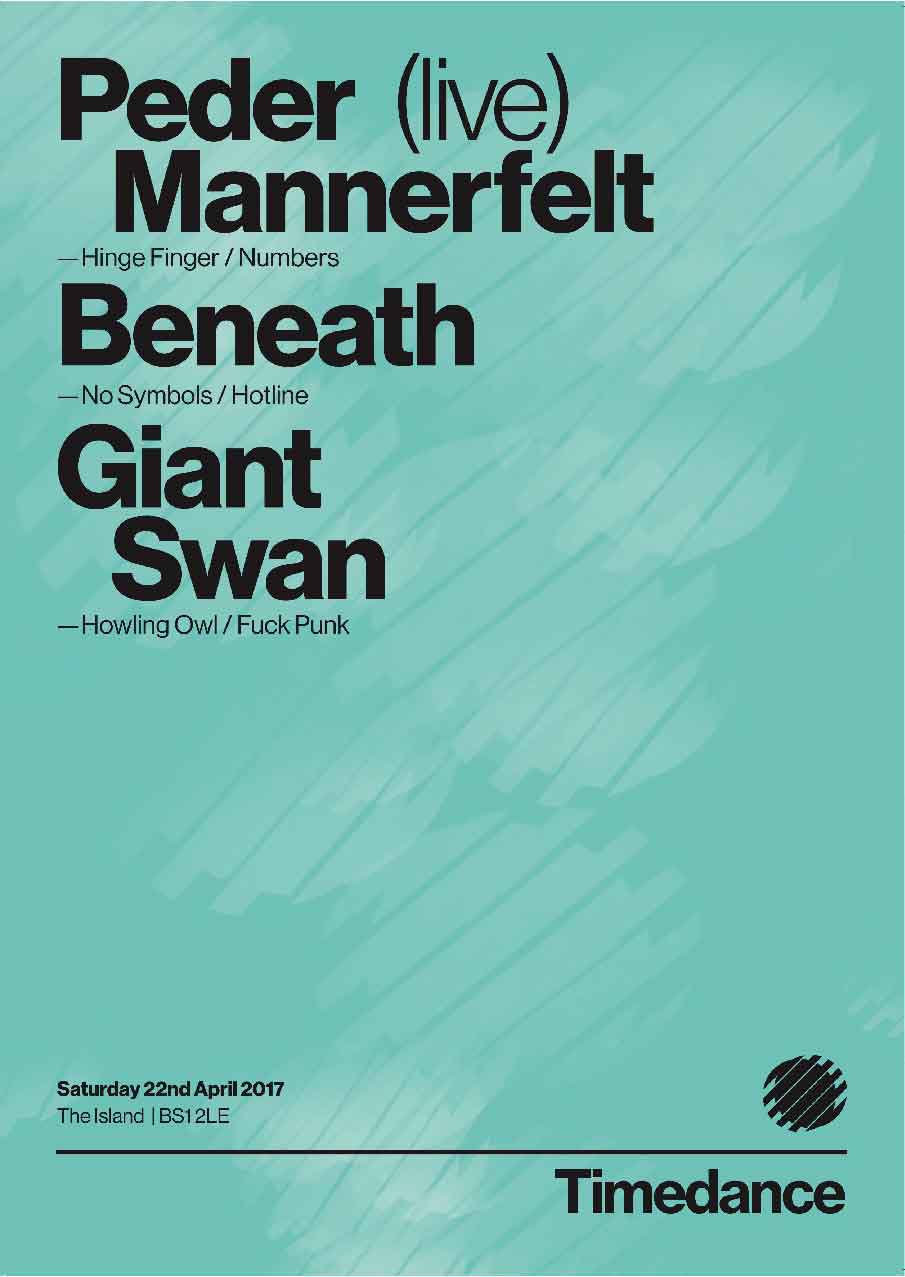 Peder (live)
Mannerfelt
—Hinge Finger / Numbers
Beneath
—No Symbols / Hotline
Giant
Swan
—Howling Owl / Fuck Punk
Saturday 22nd April 2017
The Island | BS1 2LE
Timedance